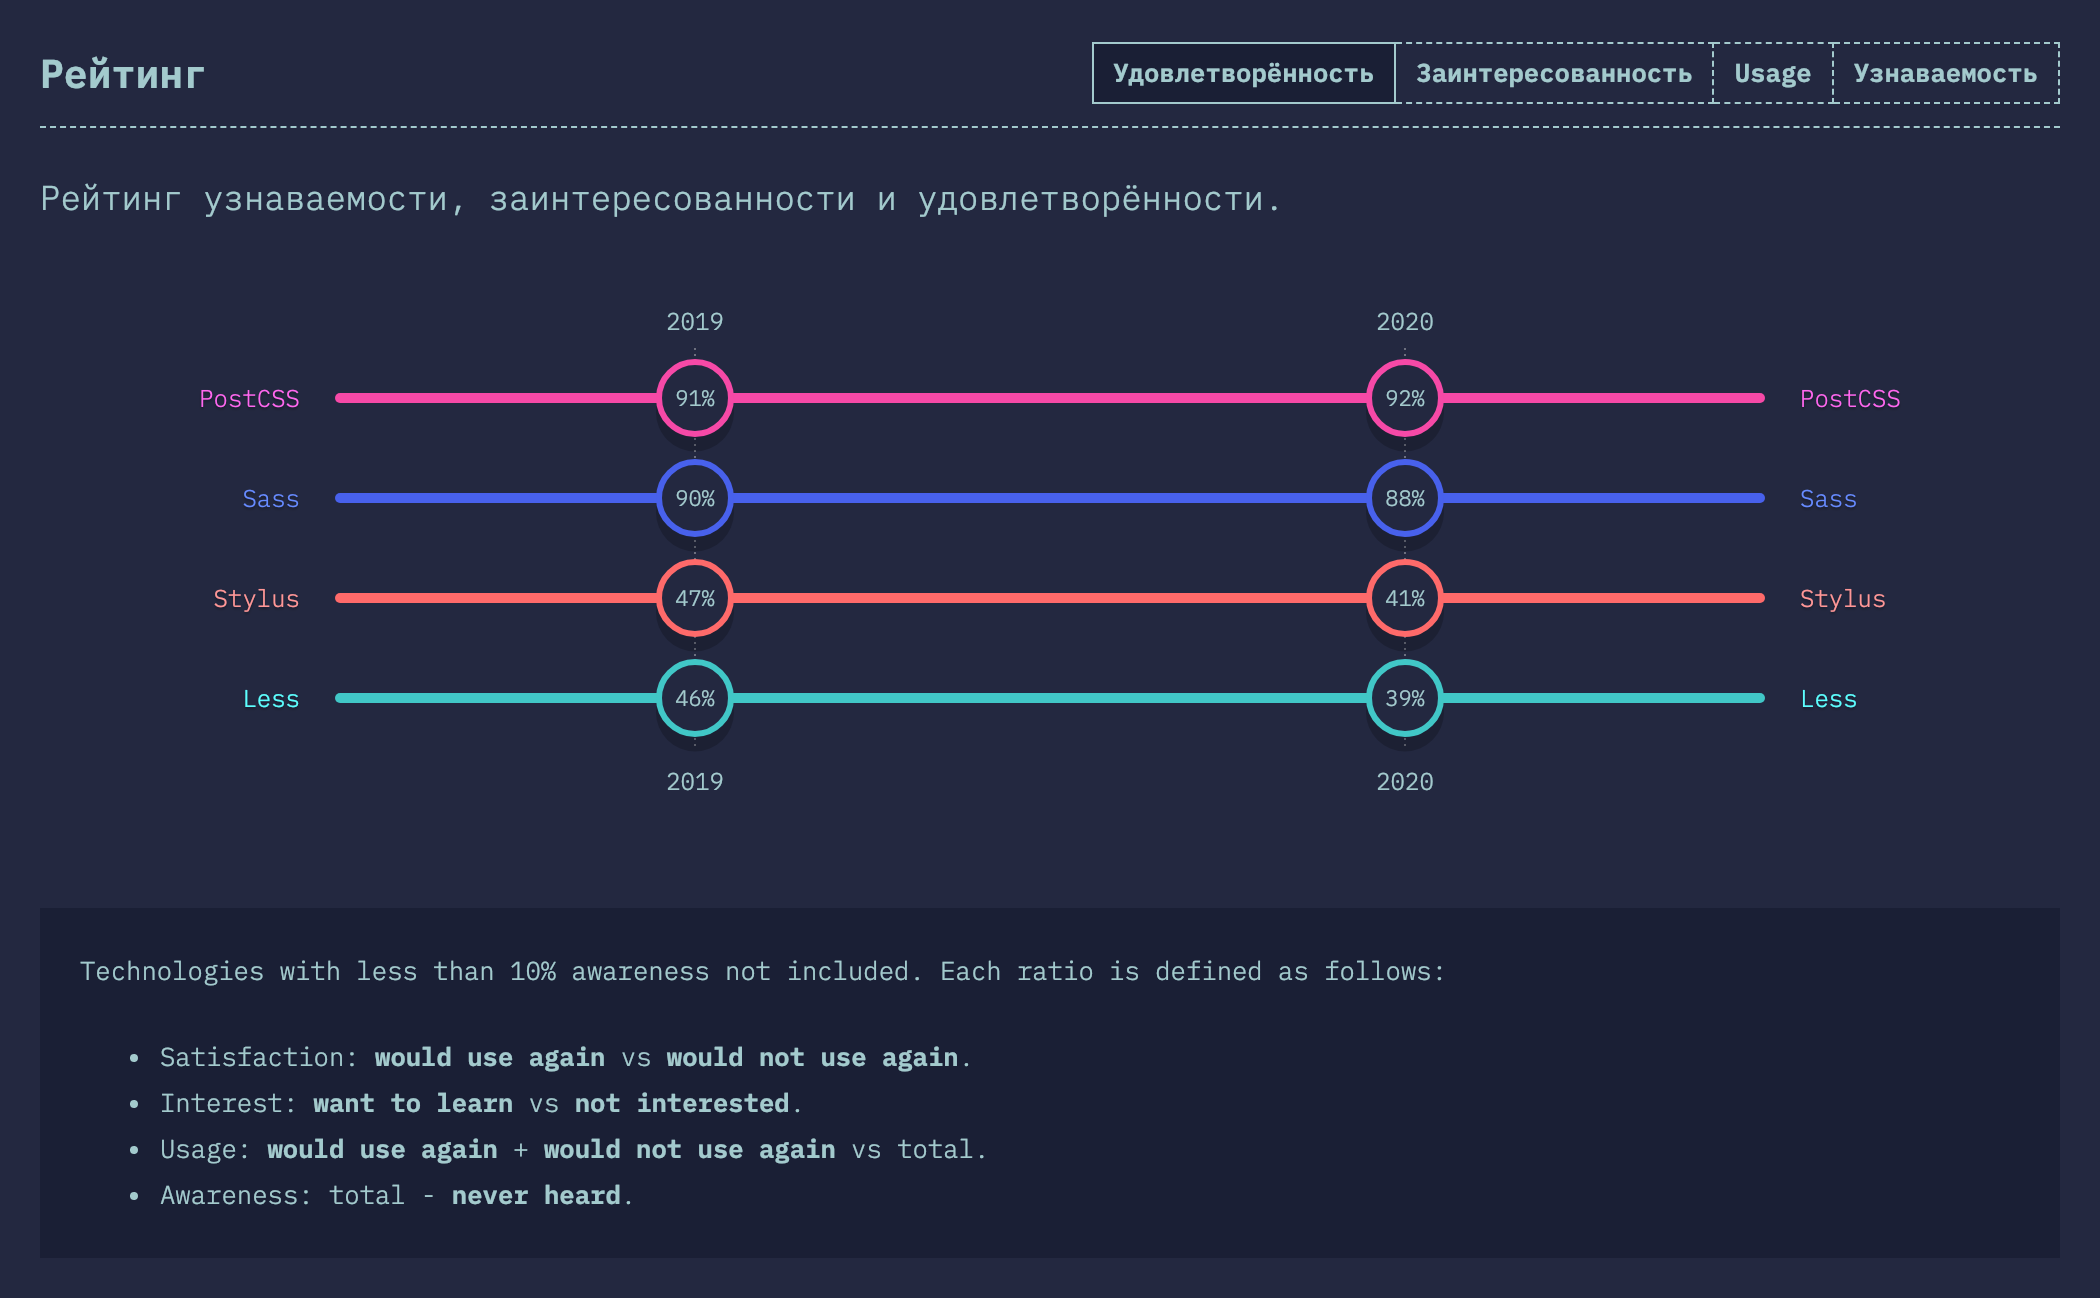 Рейтинг
Удовлетворённость Заинтересованность Usage Узнаваемость
Рейтинг узнаваемости, заинтересованности и удовлетворённости.
2019 2020
PostCSS 91% 92% PostCSS
Sass 90% 88% Sass
Stylus 47% 41% Stylus
Less 46% 39% Less
2019 2020
Technologies with less than 10% awareness not included. Each ratio is defined as follows:
• Satisfaction: would use again vs would not use again.
• Interest: want to learn vs not interested.
• Usage: would use again + would not use again vs total.
• Awareness: total - never heard.